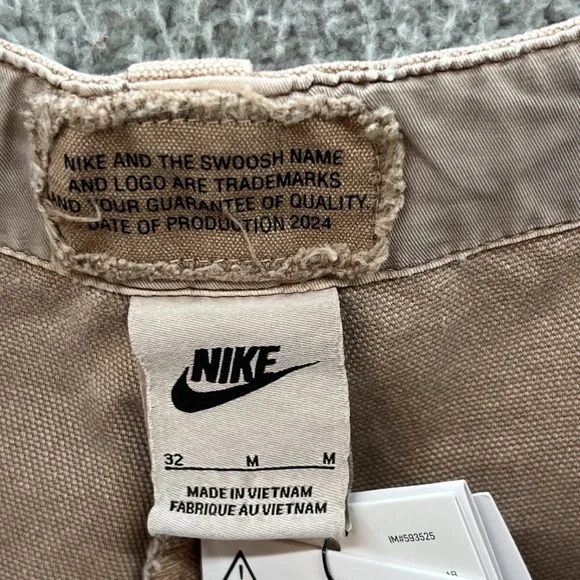 NIKE AND THE SWOOSH NAME
AND LOGO ARE TRADEMARKS
AND YOUR GUARANTEE OF QUALITY
DATE OF PRODUCTION 2024
NIKE
32 M M
MADE IN VIETNAM
FABRIQUÉ AU VIETNAM
IM#593525